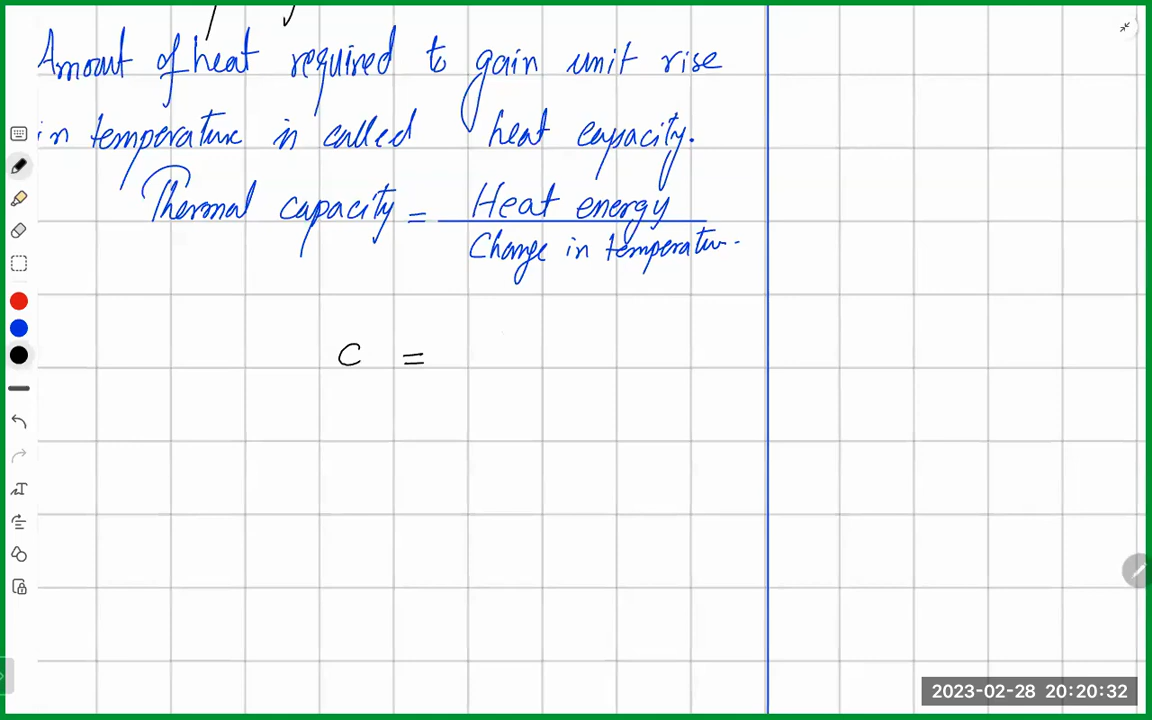 Amount of heat required to gain unit rise
in temperature is called heat capacity.
Thermal capacity = Heat energy
Change in temperature.
C =
2023-02-28 20:20:32